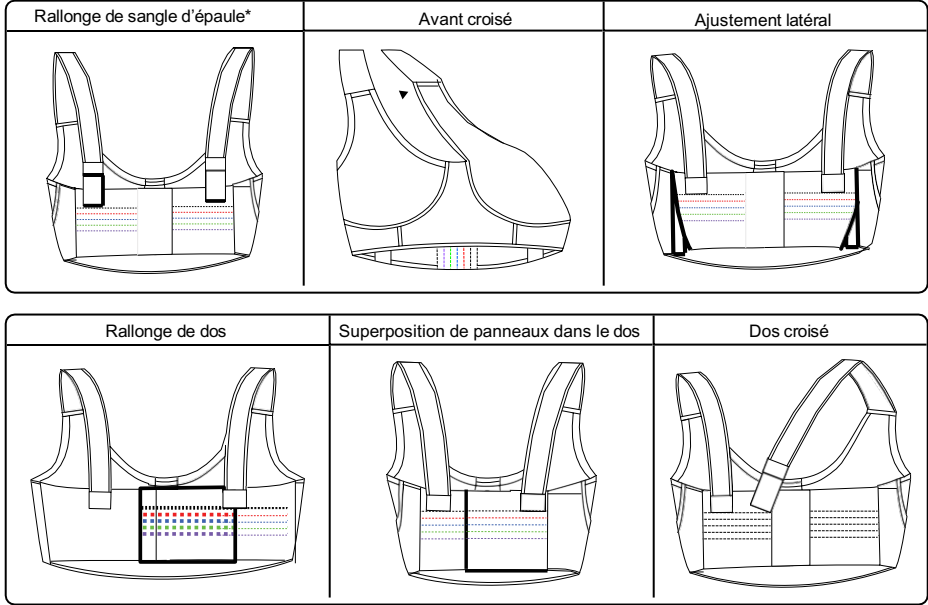 Rallonge de sangle d’épaule*
Avant croisé
Ajustement latéral
Rallonge de dos
Superposition de panneaux dans le dos
Dos croisé